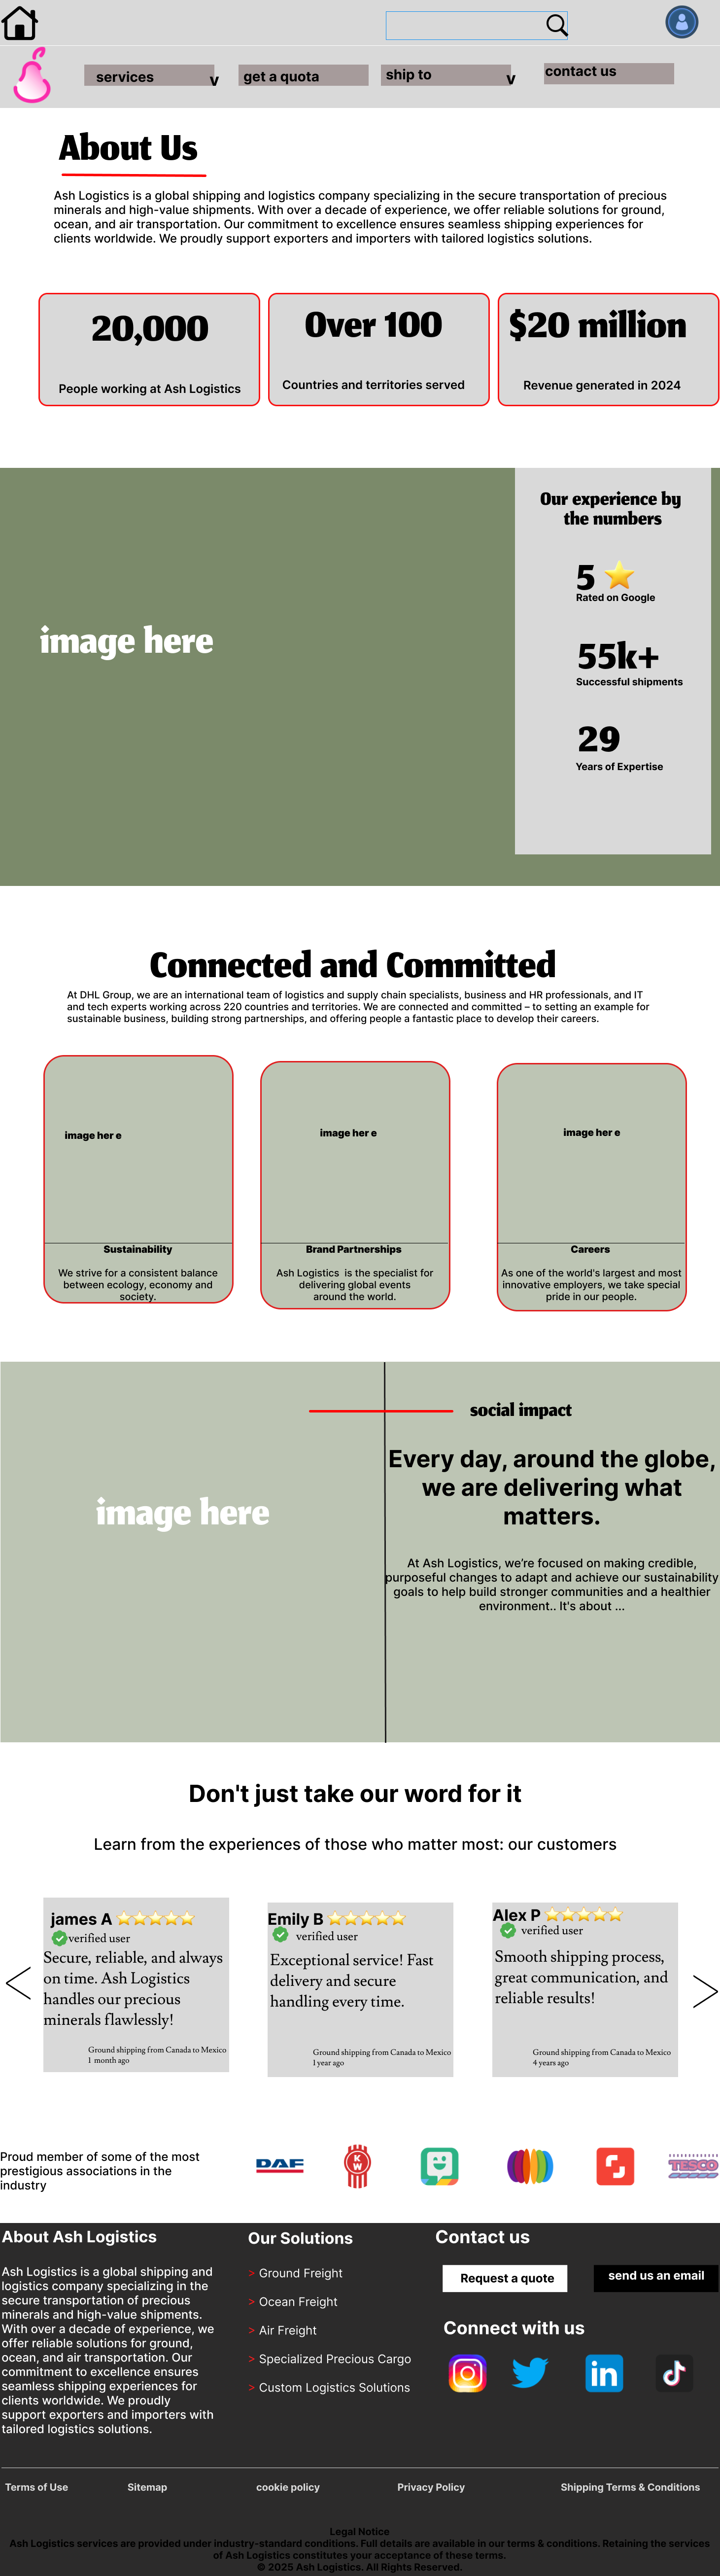 services
v
get a quota
ship to
v
contact us
About Us
Ash Logistics is a global shipping and logistics company specializing in the secure transportation of precious
minerals and high-value shipments. With over a decade of experience, we offer reliable solutions for ground,
ocean, and air transportation. Our commitment to excellence ensures seamless shipping experiences for
clients worldwide. We proudly support exporters and importers with tailored logistics solutions.
20,000
People working at Ash Logistics
Over 100
Countries and territories served
$20 million
Revenue generated in 2024
image here
Our experience by
the numbers
5
Rated on Google
55k+
Successful shipments
29
Years of Expertise
Connected and Committed
At DHL Group, we are an international team of logistics and supply chain specialists, business and HR professionals, and IT
and tech experts working across 220 countries and territories. We are connected and committed – to setting an example for
sustainable business, building strong partnerships, and offering people a fantastic place to develop their careers.
image her e
Sustainability
We strive for a consistent balance
between ecology, economy and
society.
image her e
Brand Partnerships
Ash Logistics is the specialist for
delivering global events
around the world.
image her e
Careers
As one of the world's largest and most
innovative employers, we take special
pride in our people.
image here
social impact
Every day, around the globe,
we are delivering what
matters.
At Ash Logistics, we’re focused on making credible,
purposeful changes to adapt and achieve our sustainability
goals to help build stronger communities and a healthier
environment.. It's about ...
Don't just take our word for it
Learn from the experiences of those who matter most: our customers
james A
verified user
Secure, reliable, and always
on time. Ash Logistics
handles our precious
minerals flawlessly!
Ground shipping from Canada to Mexico
1 month ago
Emily B
verified user
Exceptional service! Fast
delivery and secure
handling every time.
Ground shipping from Canada to Mexico
1 year ago
Alex P
verified user
Smooth shipping process,
great communication, and
reliable results!
Ground shipping from Canada to Mexico
4 years ago
Proud member of some of the most
prestigious associations in the
industry
DAF
KW
TESCO
About Ash Logistics
Ash Logistics is a global shipping and
logistics company specializing in the
secure transportation of precious
minerals and high-value shipments.
With over a decade of experience, we
offer reliable solutions for ground,
ocean, and air transportation. Our
commitment to excellence ensures
seamless shipping experiences for
clients worldwide. We proudly
support exporters and importers with
tailored logistics solutions.
Our Solutions
> Ground Freight
> Ocean Freight
> Air Freight
> Specialized Precious Cargo
> Custom Logistics Solutions
Contact us
Request a quote
send us an email
Connect with us
in
Terms of Use
Sitemap
cookie policy
Privacy Policy
Shipping Terms & Conditions
Legal Notice
Ash Logistics services are provided under industry-standard conditions. Full details are available in our terms & conditions. Retaining the services
of Ash Logistics constitutes your acceptance of these terms.
© 2025 Ash Logistics. All Rights Reserved.